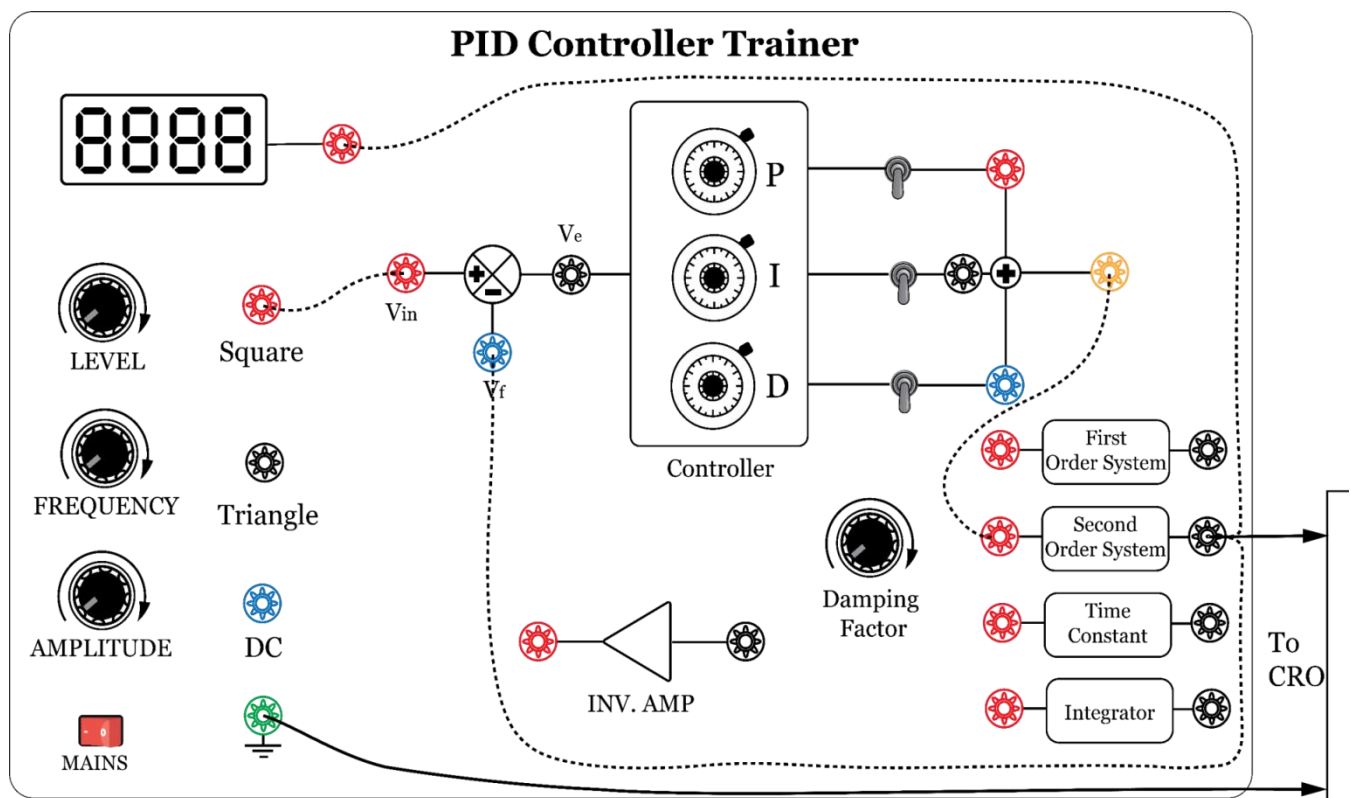 PID Controller Trainer
8888
P
I
D
Controller
LEVEL
FREQUENCY
AMPLITUDE
MAINS
- 0
Square
Triangle
DC
Vin
+
-
Vf
Ve
+
First
Order System
Second
Order System
Time
Constant
Integrator
Damping
Factor
INV. AMP
To
CRO